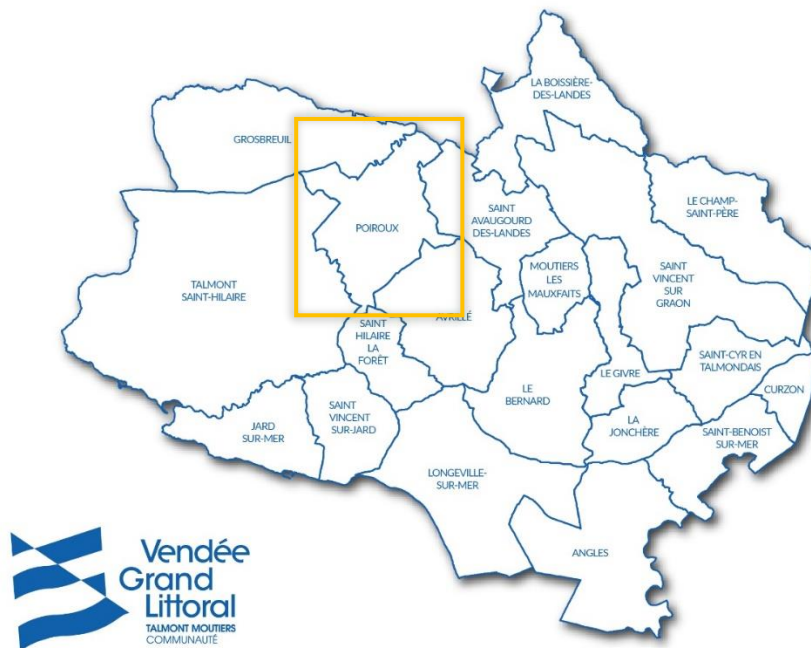 LA BOISSIÈRE-
DES-LANDES
GROSBREUIL
LE CHAMP-
SAINT-PÈRE
SAINT
AVAUGOURD
DES-LANDES
POIROUX
MOUTIERS
LES
MAUXFAITS
SAINT
VINCENT
SUR
GRAON
TALMONT
SAINT-HILAIRE
AVRILLÉ
SAINT
HILAIRE
LA
FORÊT
SAINT-CYR EN
TALMONDAIS
LE GIVRE
CURZON
LE
BERNARD
SAINT
VINCENT
SUR-JARD
JARD
SUR-MER
LA
JONCHÈRE
SAINT-BENOIST
SUR-MER
LONGEVILLE-
SUR-MER
ANGLES
Vendée
Grand
Littoral
TALMONT MOUTIERS
COMMUNAUTÉ